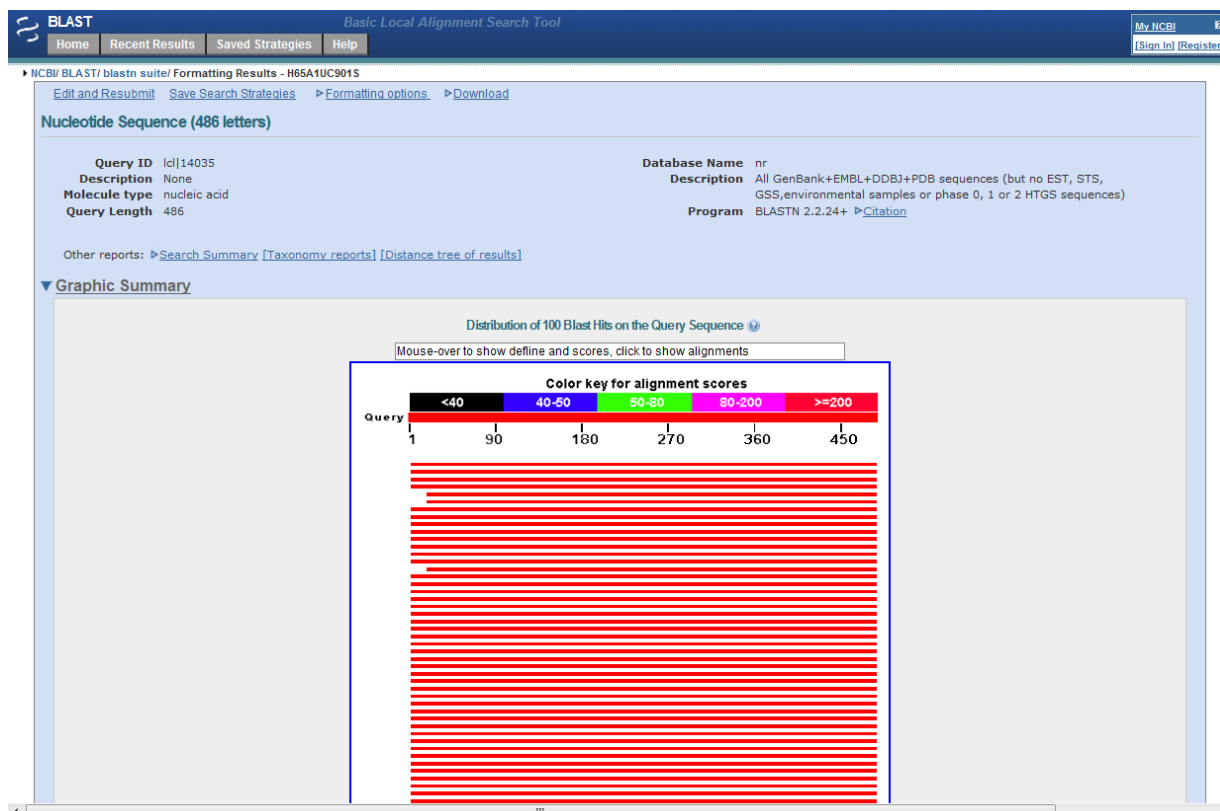 BLAST
Basic Local Alignment Search Tool
Home Recent Results Saved Strategies Help
My NCBI
[Sign In] [Register
NCBI/ BLAST/ blastn suite/ Formatting Results - H65A1UC901S
Edit and Resubmit Save Search Strategies Formatting options Download
Nucleotide Sequence (486 letters)
Query ID lcl|14035
Description None
Molecule type nucleic acid
Query Length 486
Database Name nr
Description All GenBank+EMBL+DDBJ+PDB sequences (but no EST, STS,
GSS,environmental samples or phase 0, 1 or 2 HTGS sequences)
Program BLASTN 2.2.24+ Citation
Other reports: Search Summary [Taxonomy reports] [Distance tree of results]
Graphic Summary
Distribution of 100 Blast Hits on the Query Sequence
Mouse-over to show defline and scores, click to show alignments
Color key for alignment scores
<40 40-50 50-80 80-200 >=200
Query
1 90 180 270 360 450